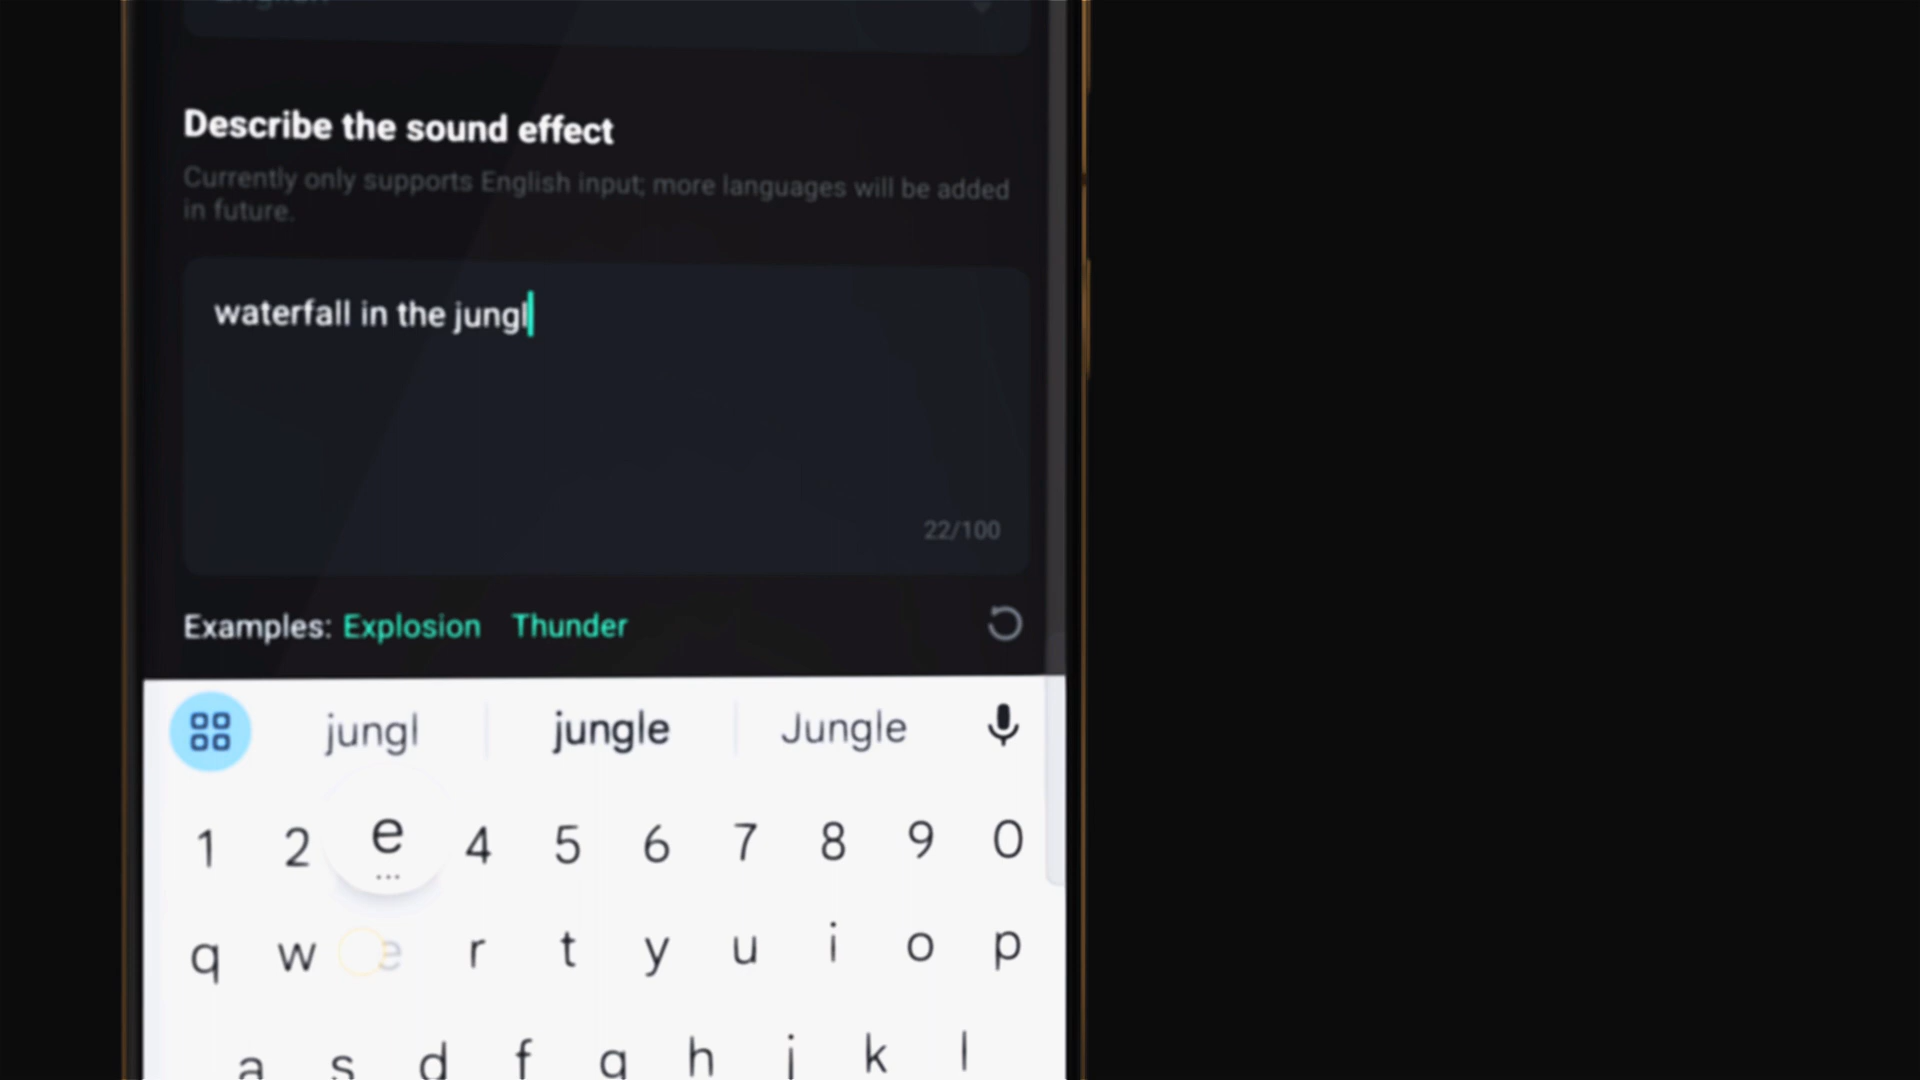 English
Describe the sound effect
Currently only supports English input; more languages will be added
in future.
waterfall in the jungl
22/100
Examples: Explosion Thunder
jungl jungle Jungle
1 2 e 4 5 6 7 8 9 0
...
q w e r t y u i o p
a s d f g h j k l